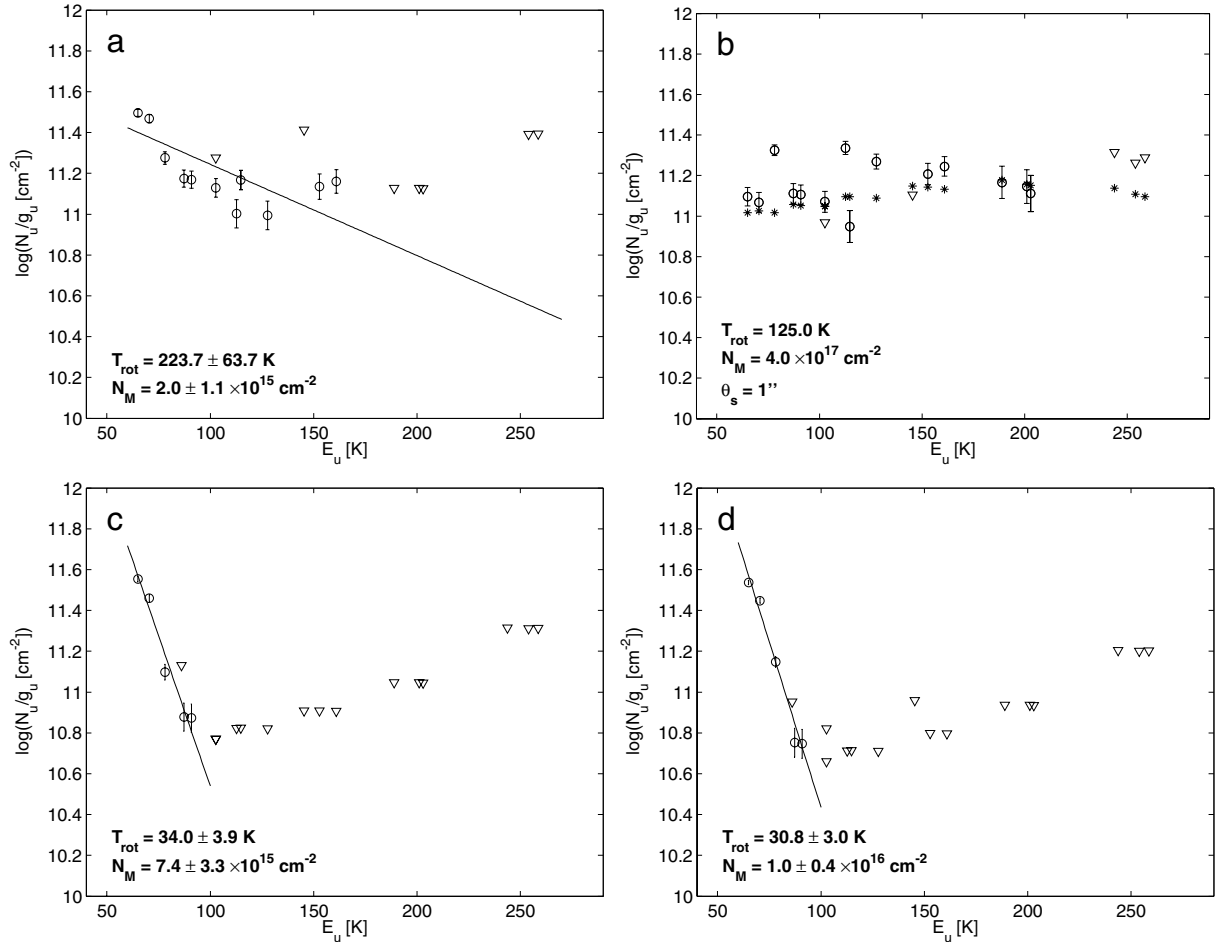 a
12
11.8
11.6
11.4
11.2
11
10.8
10.6
10.4
10.2
10
log(N_u/g_u [cm^-2])
T_rot = 223.7 ± 63.7 K
N_M = 2.0 ± 1.1 ×10^15 cm^-2
50 100 150 200 250
E_u [K]
b
12
11.8
11.6
11.4
11.2
11
10.8
10.6
10.4
10.2
10
log(N_u/g_u [cm^-2])
T_rot = 125.0 K
N_M = 4.0 ×10^17 cm^-2
θ_s = 1’’
50 100 150 200 250
E_u [K]
c
12
11.8
11.6
11.4
11.2
11
10.8
10.6
10.4
10.2
10
log(N_u/g_u [cm^-2])
T_rot = 34.0 ± 3.9 K
N_M = 7.4 ± 3.3 ×10^15 cm^-2
50 100 150 200 250
E_u [K]
d
12
11.8
11.6
11.4
11.2
11
10.8
10.6
10.4
10.2
10
log(N_u/g_u [cm^-2])
T_rot = 30.8 ± 3.0 K
N_M = 1.0 ± 0.4 ×10^16 cm^-2
50 100 150 200 250
E_u [K]